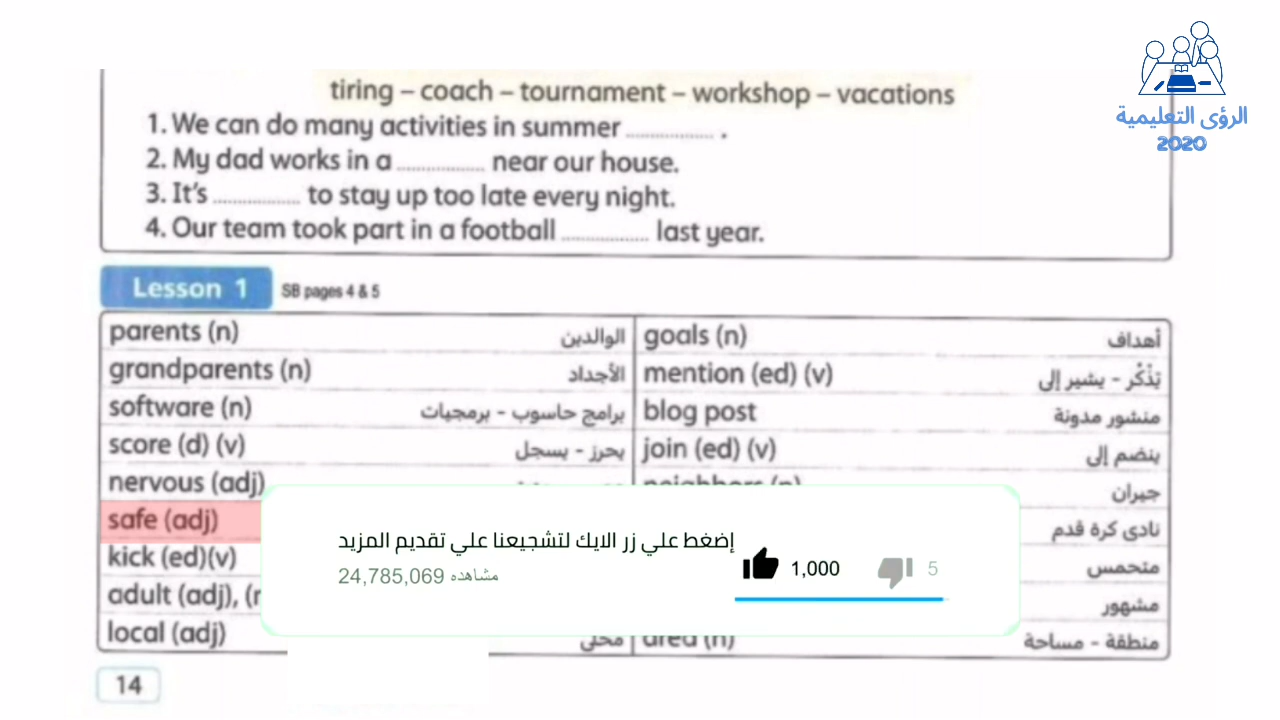 tiring – coach – tournament – workshop – vacations
1. We can do many activities in summer ............... .
2. My dad works in a ............... near our house.
3. It's ............... to stay up too late every night.
4. Our team took part in a football ............... last year.
الرؤى التعليمية
2020
Lesson 1 SB pages 4 & 5
parents (n) الوالدين goals (n) أهداف
grandparents (n) الأجداد mention (ed) (v) يَذْكُر - يشير إلى
software (n) برامج حاسوب - برمجيات blog post منشور مدونة
score (d) (v) يحرز - يسجل join (ed) (v) ينضم إلى
nervous (adj) neighbors (n) جيران
safe (adj) نادى كرة قدم
kick (ed)(v) متحمس
adult (adj), مشهور
local (adj) محلى area (n) منطقة - مساحة
إضغط علي زر الايك لتشجيعنا علي تقديم المزيد
24,785,069 مشاهده
1,000 5
14